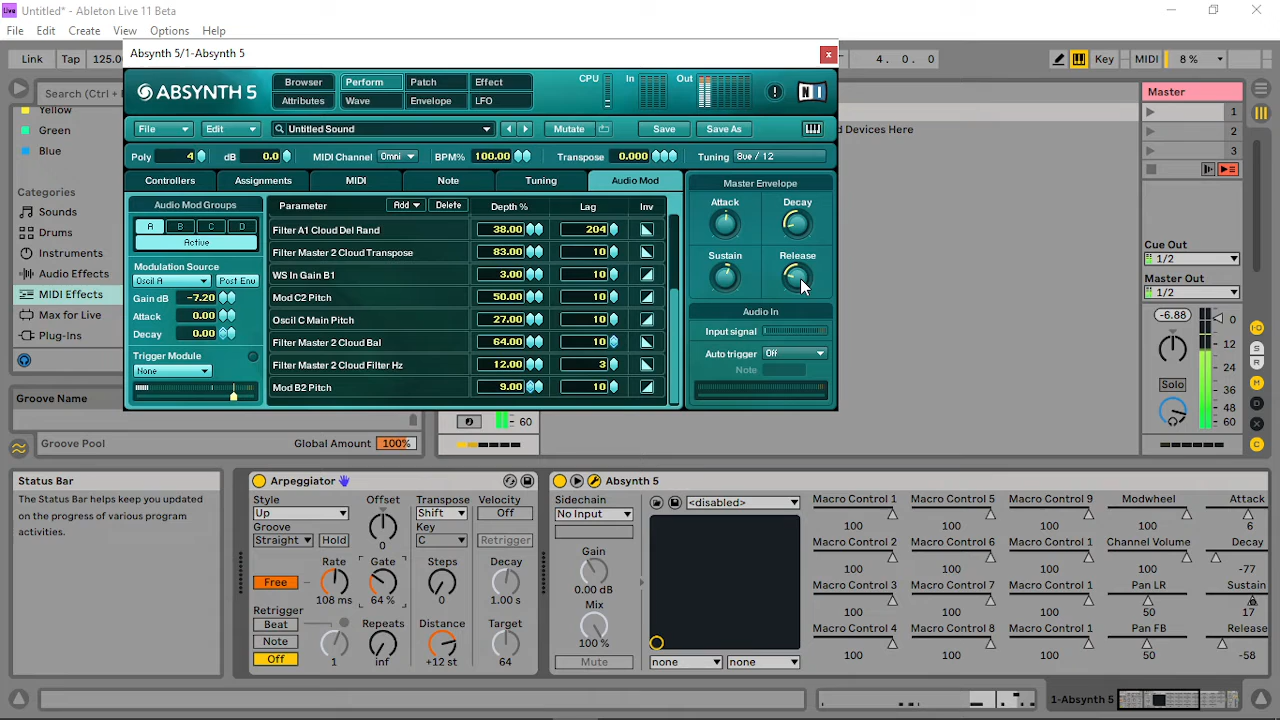 Live Untitled* - Ableton Live 11 Beta
File Edit Create View Options Help
Link Tap 125.0 4. 0. 0 Key MIDI 8 %
Absynth 5/1-Absynth 5 x
ABSYNTH 5
Browser Perform Patch Effect
Attributes Wave Envelope LFO
CPU In Out ! NI
File Edit Untitled Sound Mutate Save Save As
Poly 4 dB 0.0 MIDI Channel Omni BPM% 100.00 Transpose 0.000 Tuning 8ve / 12
Controllers Assignments MIDI Note Tuning Audio Mod
Audio Mod Groups
A B C D
Active
Modulation Source
Oscil A Post Env
Gain dB -7.20
Attack 0.00
Decay 0.00
Trigger Module
None
Parameter Add Delete Depth % Lag Inv
Filter A1 Cloud Del Rand 38.00 204
Filter Master 2 Cloud Transpose 83.00 10
WS In Gain B1 3.00 10
Mod C2 Pitch 50.00 10
Oscil C Main Pitch 27.00 10
Filter Master 2 Cloud Bal 64.00 10
Filter Master 2 Cloud Filter Hz 12.00 3
Mod B2 Pitch 9.00 10
Master Envelope
Attack Decay
Sustain Release
Audio In
Input signal
Auto trigger Off
Note
Search (Ctrl +
Yellow
Green
Blue
Categories
Sounds
Drums
Instruments
Audio Effects
MIDI Effects
Max for Live
Plug-Ins
Groove Name
Groove Pool Global Amount 100%
d Devices Here
60
Master
1
2
3
Cue Out
1/2
Master Out
1/2
-6.88 0
12
24
36
48
60
Solo
I-O
S
R
M
D
X
C
Status Bar
The Status Bar helps keep you updated
on the progress of various program
activities.
Arpeggiator
Style
Up
Groove
Straight Hold
Rate Gate
Free
108 ms 64 %
Retrigger
Beat
Note
Off
1
Repeats
inf
Offset
0
Transpose
Shift
Key
C
Steps
0
Distance
+12 st
Velocity
Off
Retrigger
Decay
1.00 s
Target
64
Absynth 5
Sidechain
No Input
Gain
0.00 dB
Mix
100 %
Mute
<disabled>
none none
Macro Control 1 Macro Control 5 Macro Control 9 Modwheel Attack
100 100 100 100 6
Macro Control 2 Macro Control 6 Macro Control 1 Channel Volume Decay
100 100 100 100 -77
Macro Control 3 Macro Control 7 Macro Control 1 Pan LR Sustain
100 100 100 50 17
Macro Control 4 Macro Control 8 Macro Control 1 Pan FB Release
100 100 100 50 -58
1-Absynth 5